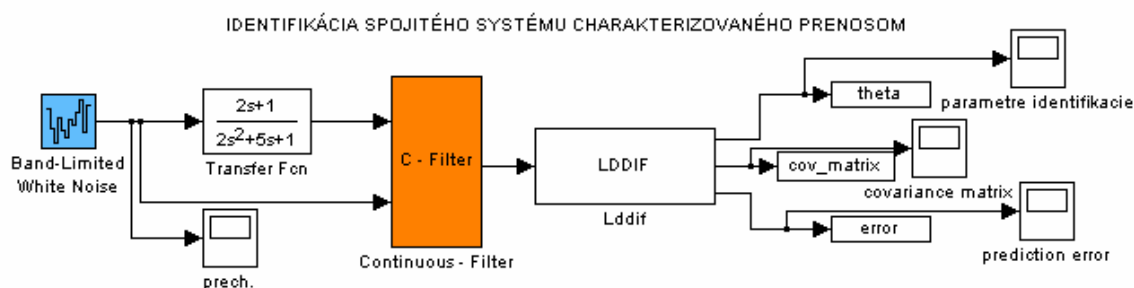 IDENTIFIKÁCIA SPOJITÉHO SYSTÉMU CHARAKTERIZOVANÉHO PRENOSOM
Band-Limited
White Noise
2s+1
2s²+5s+1
Transfer Fcn
prech.
C - Filter
Continuous - Filter
LDDIF
Lddif
theta
parametre identifikacie
cov_matrix
covariance matrix
error
prediction error